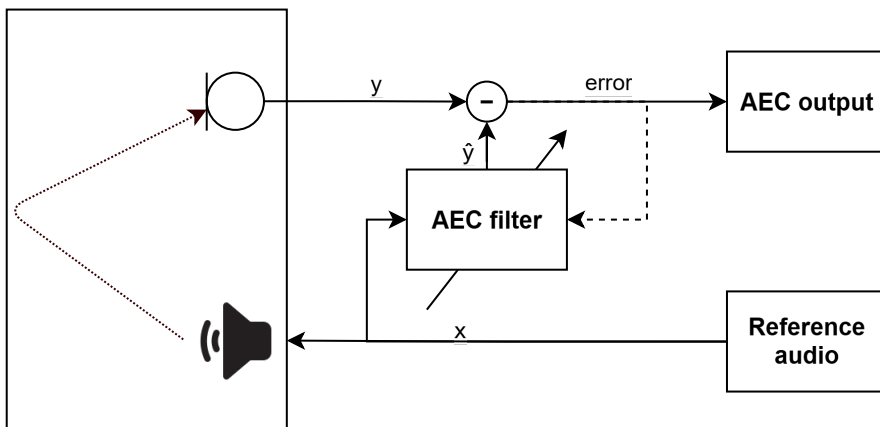 y
error
-
AEC output
ŷ
AEC filter
x
Reference
audio